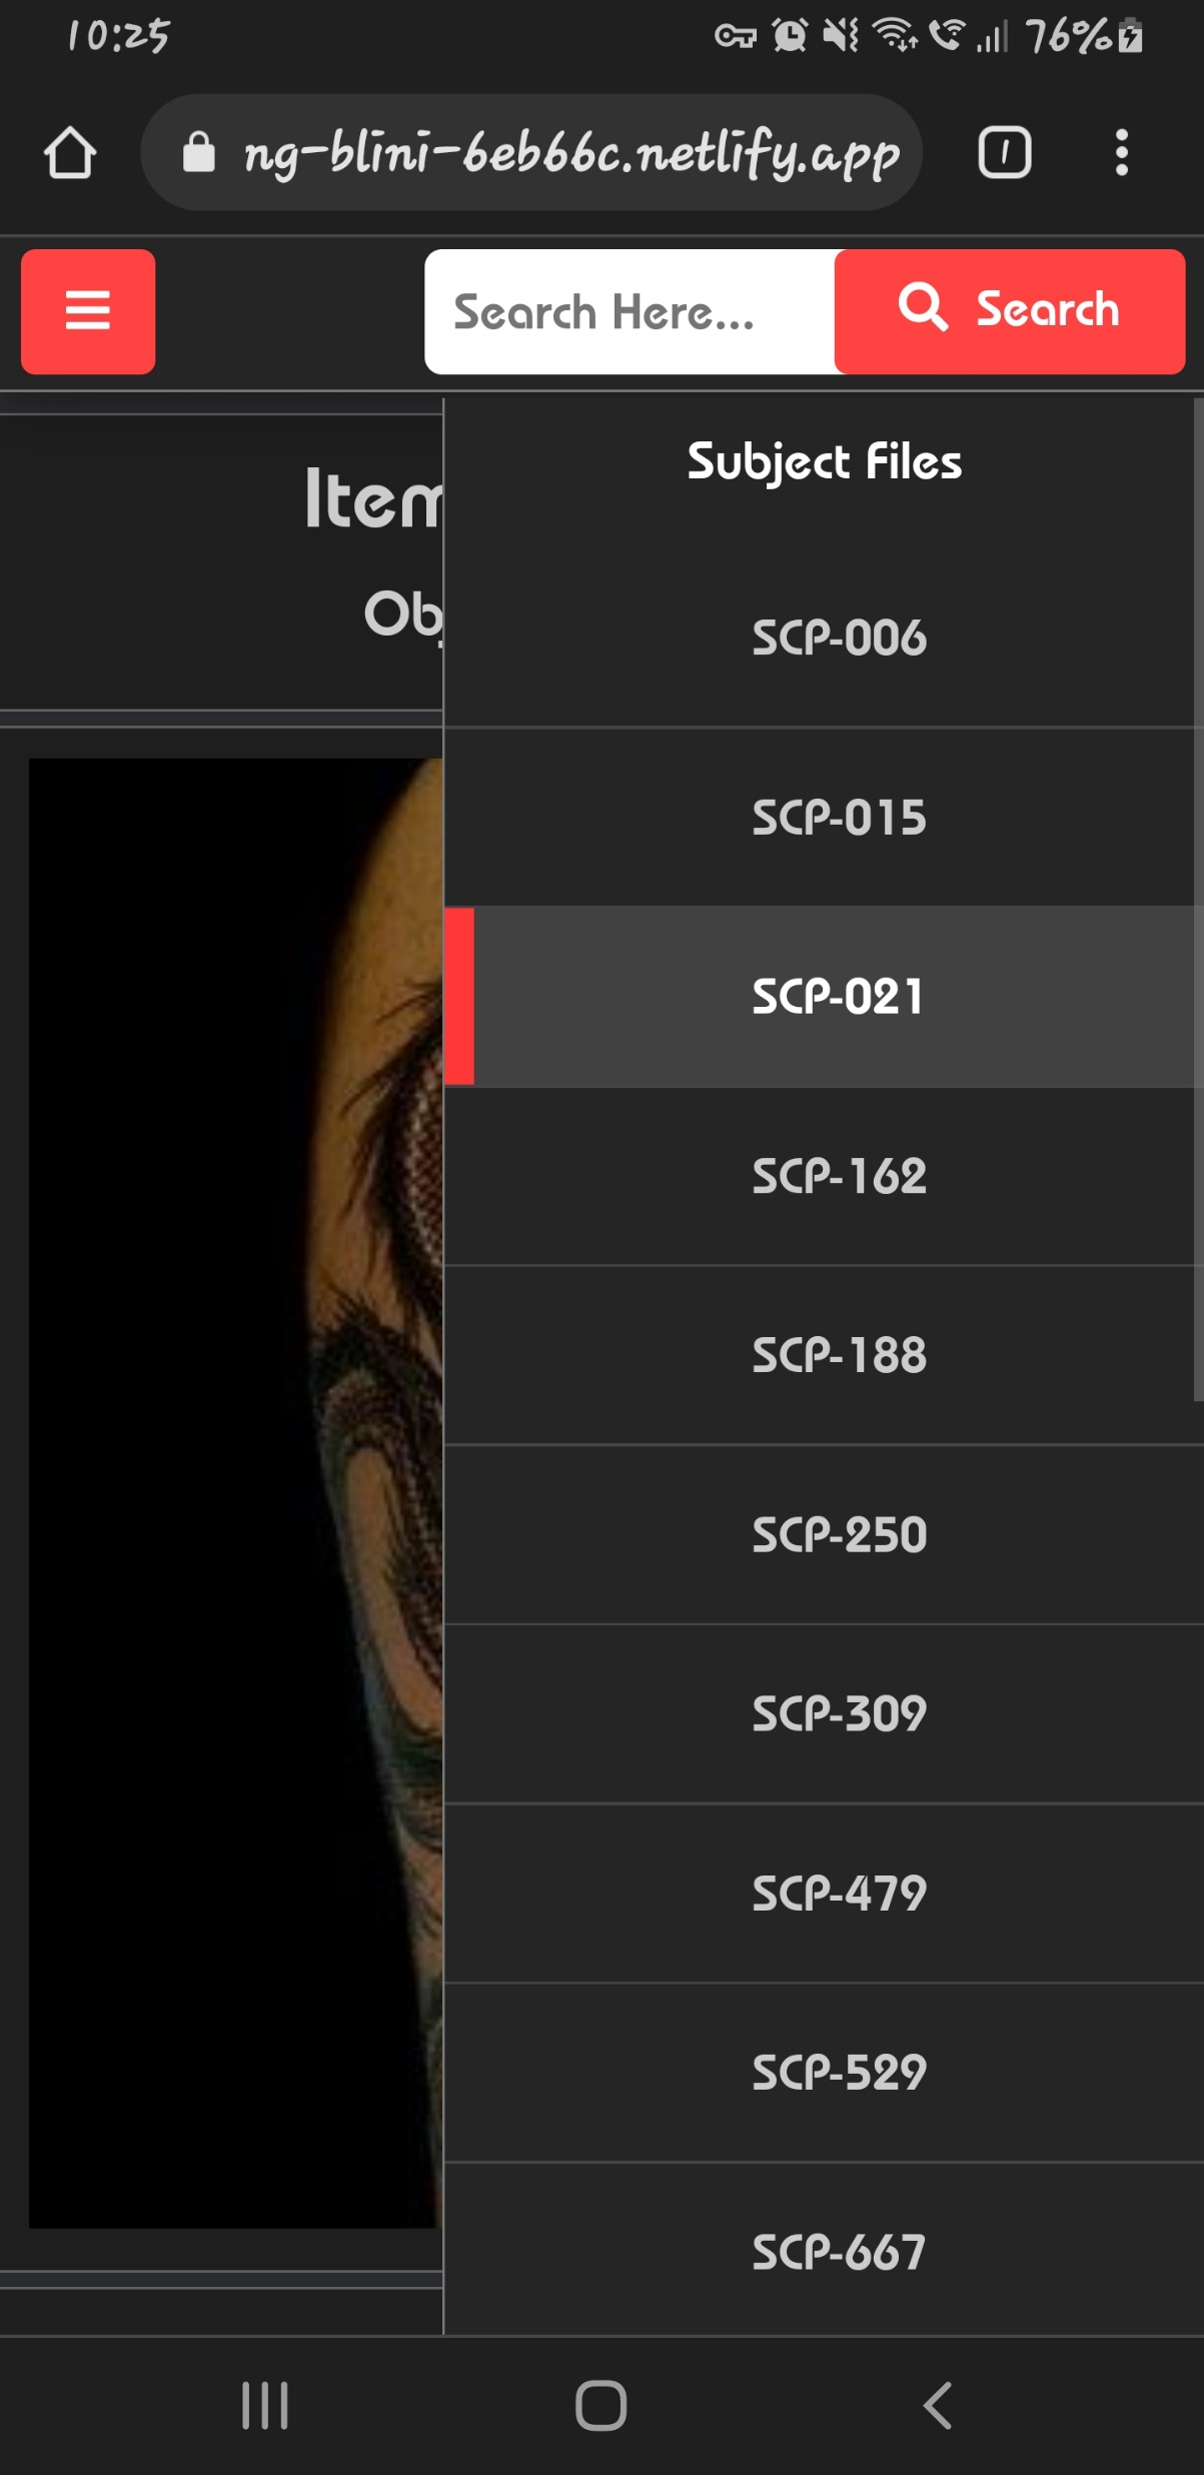 10:25
76%
ng-blini-6eb66c.netlify.app
1
Search Here...
Search
Subject Files
Item
Obj
SCP-006
SCP-015
SCP-021
SCP-162
SCP-188
SCP-250
SCP-309
SCP-479
SCP-529
SCP-667